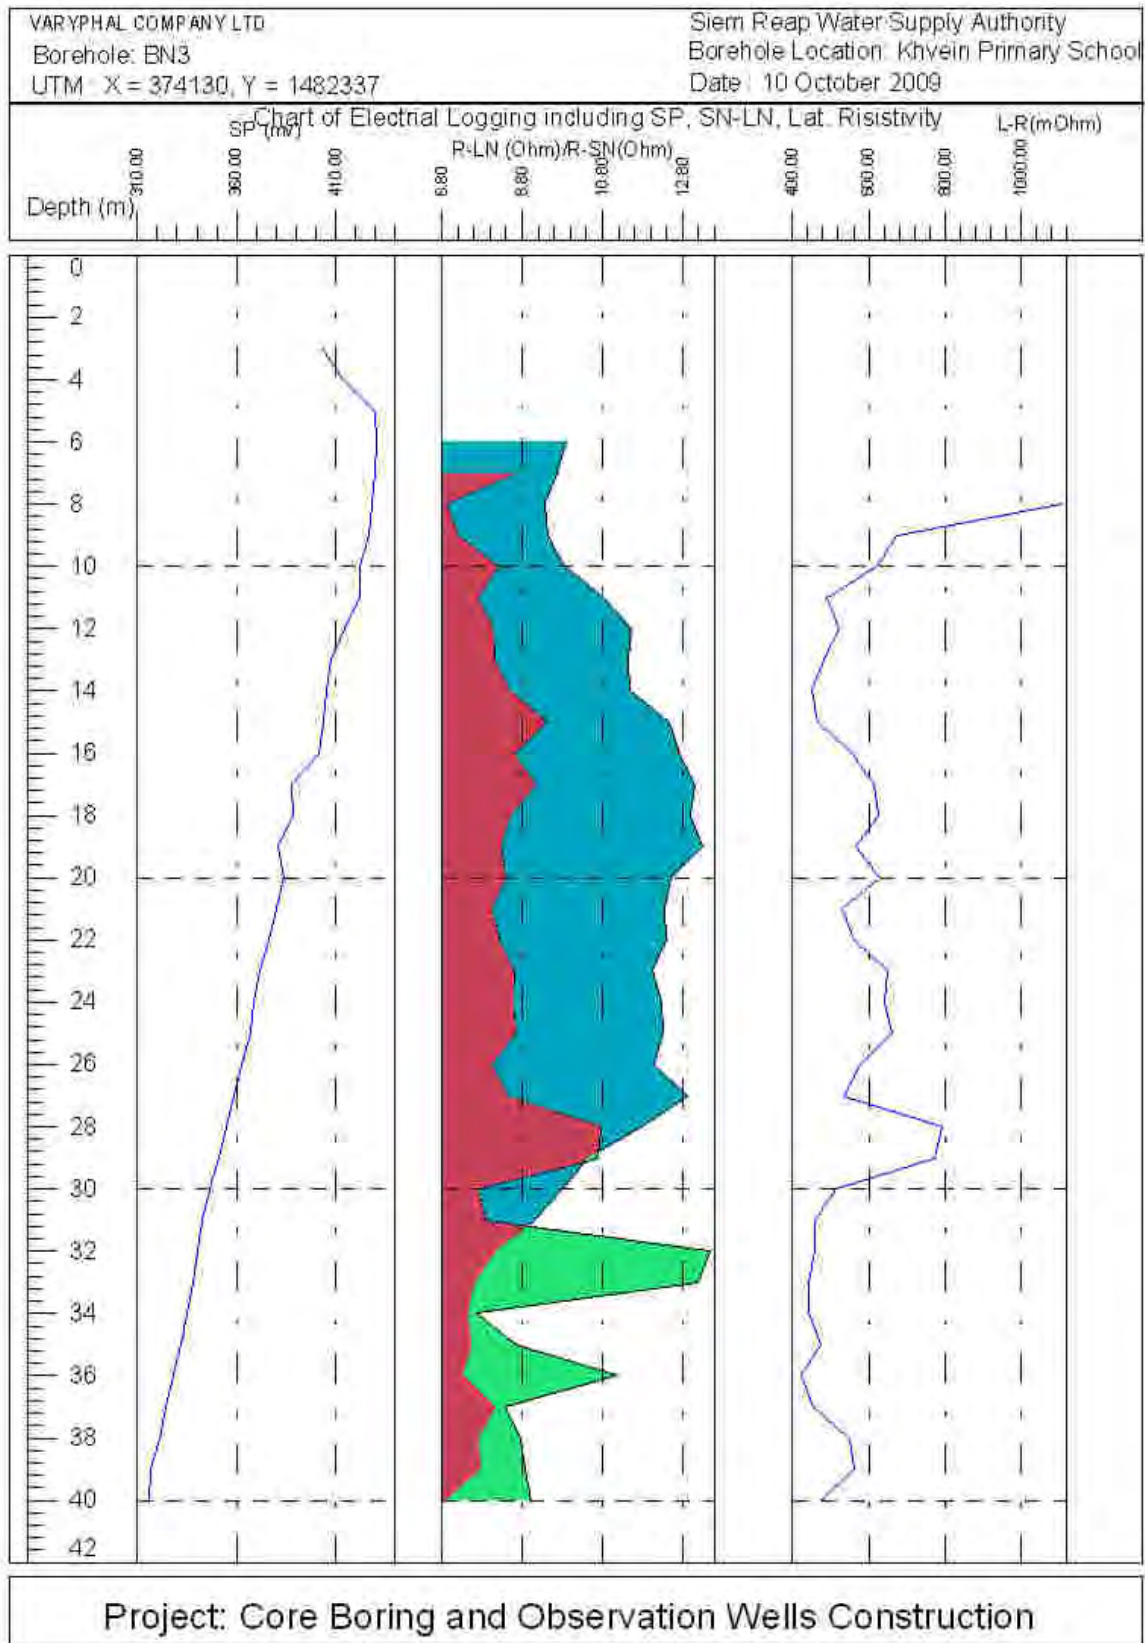 VARYPHAL COMPANY LTD
Borehole: BN3
UTM : X = 374130, Y = 1482337
Siem Reap Water Supply Authority
Borehole Location: Khvein Primary School
Date : 10 October 2009
Chart of Electrial Logging including SP, SN-LN, Lat. Risistivity
SP (mv)
R-LN (Ohm)/R-SN(Ohm)
L-R(mOhm)
310.00 360.00 410.00
6.80 8.80 10.80 12.80
400.00 600.00 800.00 1000.00
Depth (m)
0
2
4
6
8
10
12
14
16
18
20
22
24
26
28
30
32
34
36
38
40
42
Project: Core Boring and Observation Wells Construction